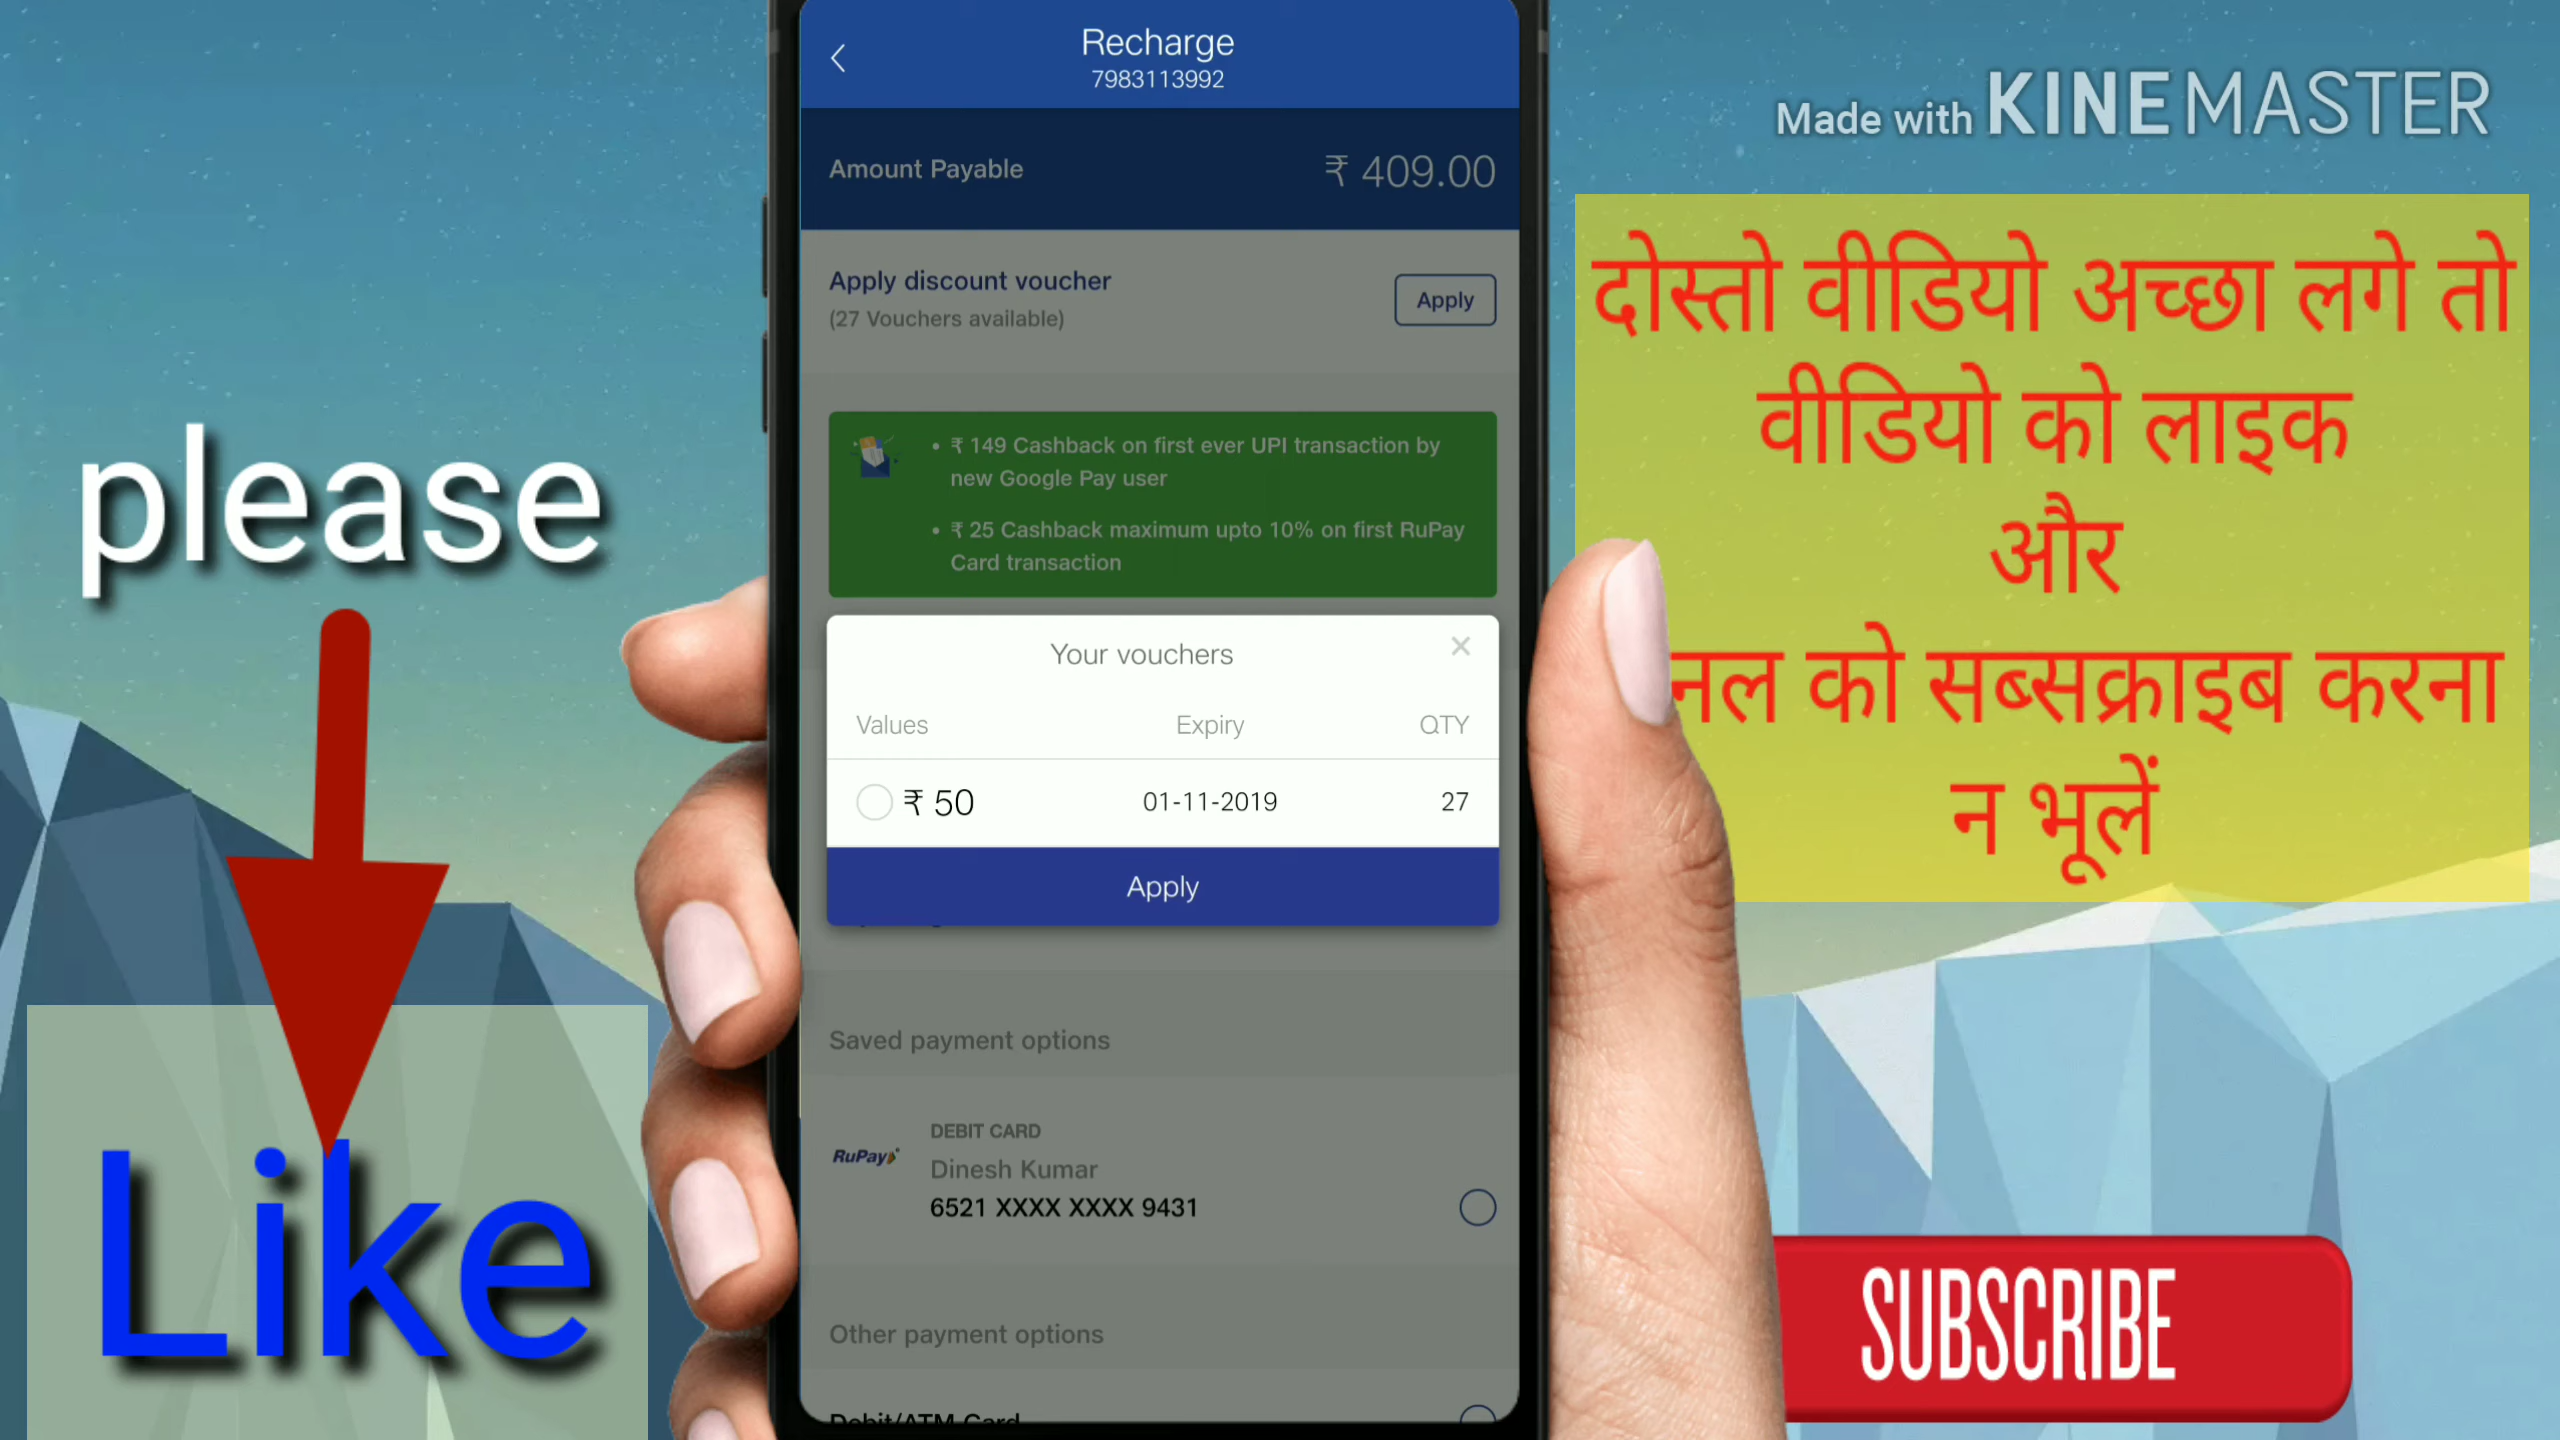 Recharge
7983113992
Made with KINEMASTER
Amount Payable
₹ 409.00
Apply discount voucher
(27 Vouchers available)
Apply
• ₹ 149 Cashback on first ever UPI transaction by
new Google Pay user
• ₹ 25 Cashback maximum upto 10% on first RuPay
Card transaction
Your vouchers
×
Values Expiry QTY
₹ 50 01-11-2019 27
Apply
Saved payment options
RuPay
DEBIT CARD
Dinesh Kumar
6521 XXXX XXXX 9431
Other payment options
Debit/ATM Card
please
Like
दोस्तो वीडियो अच्छा लगे तो
वीडियो को लाइक
और
को सब्सक्राइब करना
न भूलें
SUBSCRIBE